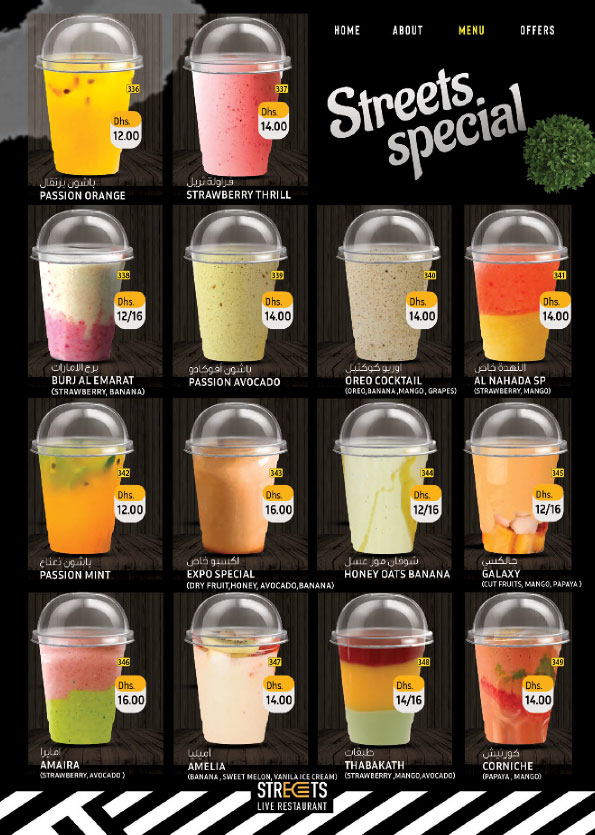 HOME ABOUT MENU OFFERS
Streets
special
336
Dhs.
12.00
باشون برتقال
PASSION ORANGE
337
Dhs.
14.00
فراولة ثريل
STRAWBERRY THRILL
338
Dhs.
12/16
برج الامارات
BURJ AL EMARAT
(STRAWBERRY, BANANA)
339
Dhs.
14.00
باشون افوكادو
PASSION AVOCADO
340
Dhs.
14.00
اوريو كوكتيل
OREO COCKTAIL
(OREO,BANANA,MANGO, GRAPES)
341
Dhs.
14.00
النهدة خاص
AL NAHADA SP
(STRAWBERRY, MANGO)
342
Dhs.
12.00
باشون نعناع
PASSION MINT
343
Dhs.
16.00
اكسبو خاص
EXPO SPECIAL
(DRY FRUIT,HONEY, AVOCADO,BANANA)
344
Dhs.
12/16
شوفان موز عسل
HONEY OATS BANANA
345
Dhs.
12/16
جالكسي
GALAXY
(CUT FRUITS, MANGO, PAPAYA)
346
Dhs.
16.00
امايرا
AMAIRA
(STRAWBERRY, AVOCADO)
347
Dhs.
14.00
اميليا
AMELIA
(BANANA, SWEET MELON, VANILA ICE CREAM)
348
Dhs.
14/16
طبقات
THABAKATH
(STRAWBERRY,MANGO,AVOCADO)
349
Dhs.
14.00
كورنيش
CORNICHE
(PAPAYA, MANGO)
STREETS
LIVE RESTAURANT